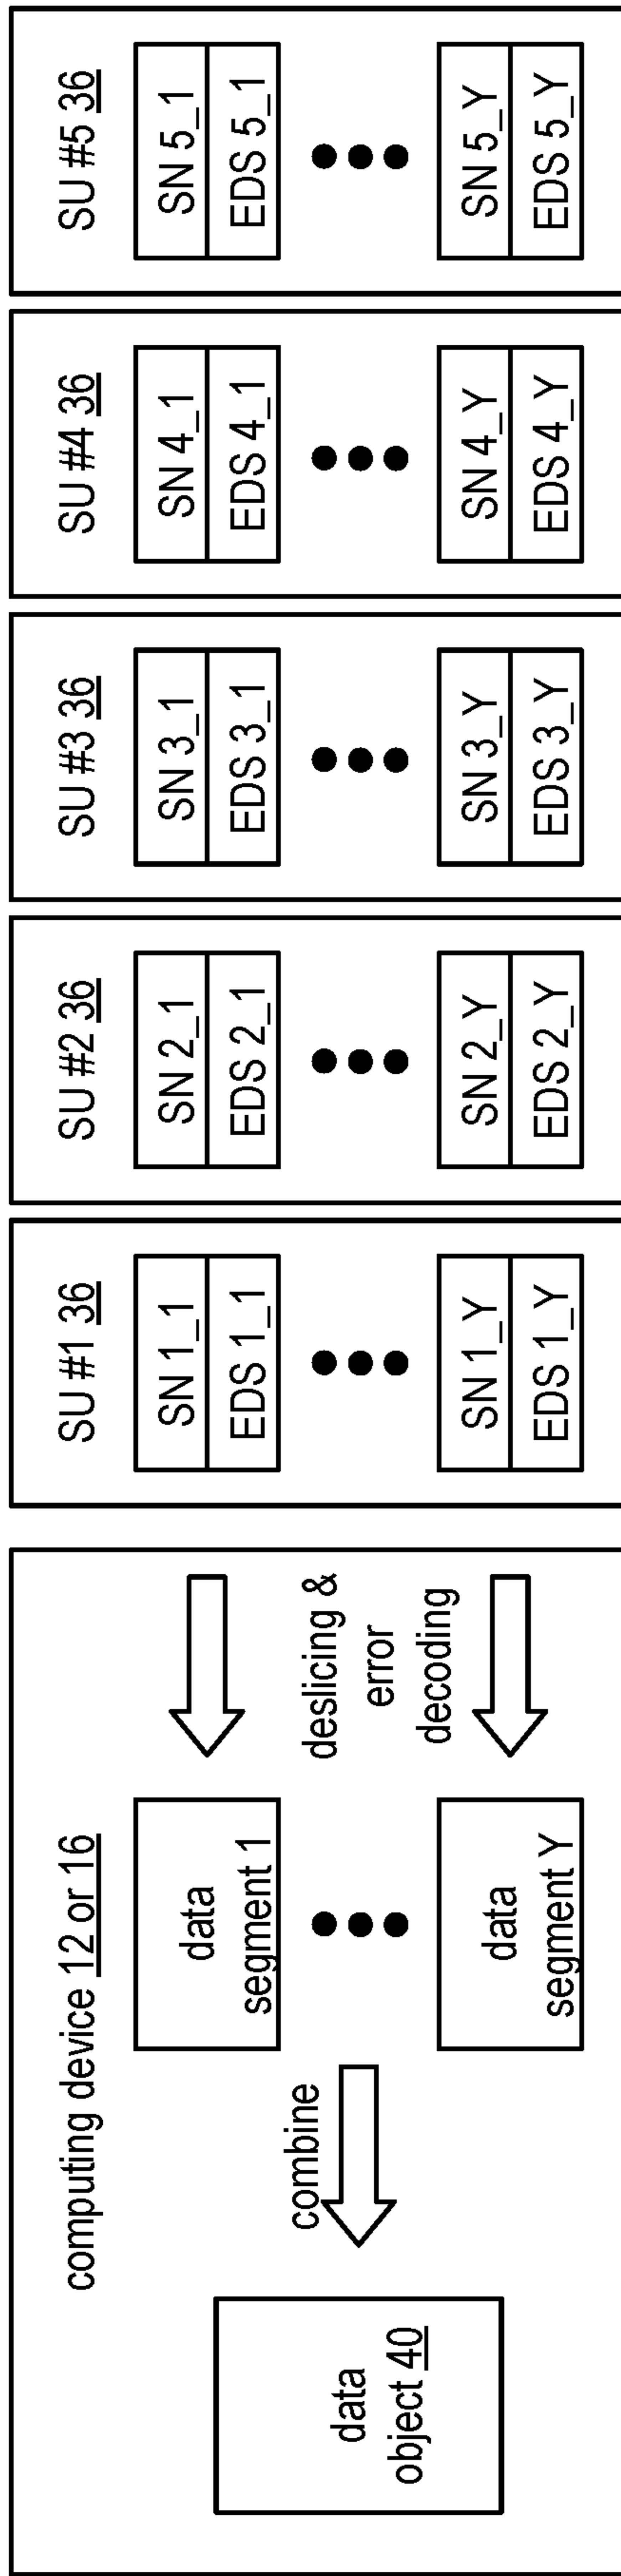 computing device 12 or 16
data
object 40
combine
data
segment 1
data
segment Y
deslicing &
error
decoding
SU #1 36
SN 1_1
EDS 1_1
SN 1_Y
EDS 1_Y
SU #2 36
SN 2_1
EDS 2_1
SN 2_Y
EDS 2_Y
SU #3 36
SN 3_1
EDS 3_1
SN 3_Y
EDS 3_Y
SU #4 36
SN 4_1
EDS 4_1
SN 4_Y
EDS 4_Y
SU #5 36
SN 5_1
EDS 5_1
SN 5_Y
EDS 5_Y